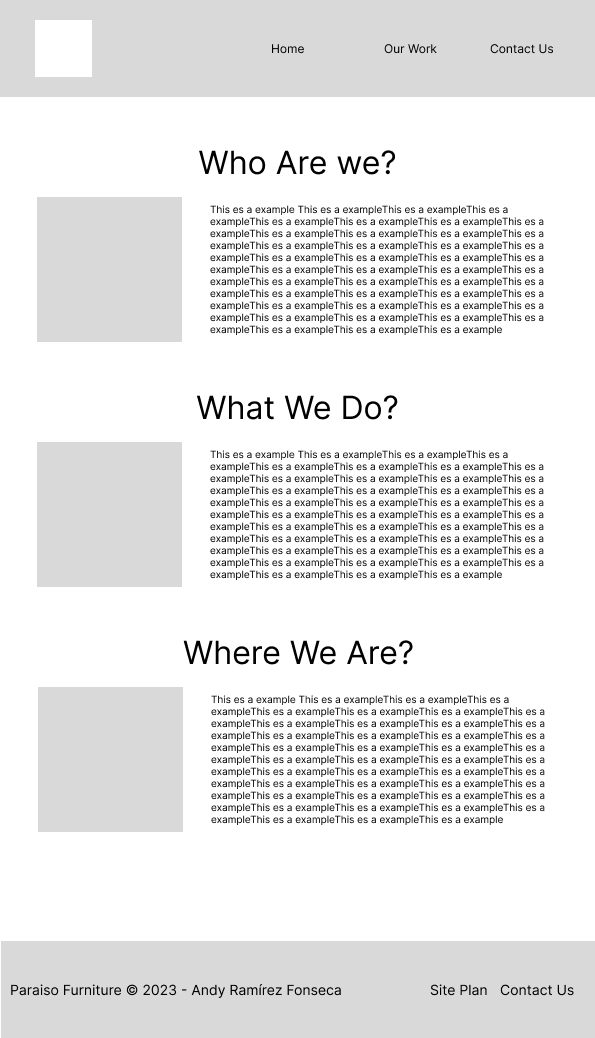 Home Our Work Contact Us
Who Are we?
This es a example This es a exampleThis es a exampleThis es a
exampleThis es a exampleThis es a exampleThis es a exampleThis es a
exampleThis es a exampleThis es a exampleThis es a exampleThis es a
exampleThis es a exampleThis es a exampleThis es a exampleThis es a
exampleThis es a exampleThis es a exampleThis es a exampleThis es a
exampleThis es a exampleThis es a exampleThis es a exampleThis es a
exampleThis es a exampleThis es a exampleThis es a exampleThis es a
exampleThis es a exampleThis es a exampleThis es a exampleThis es a
exampleThis es a exampleThis es a exampleThis es a exampleThis es a
exampleThis es a exampleThis es a exampleThis es a exampleThis es a
exampleThis es a exampleThis es a exampleThis es a example
What We Do?
This es a example This es a exampleThis es a exampleThis es a
exampleThis es a exampleThis es a exampleThis es a exampleThis es a
exampleThis es a exampleThis es a exampleThis es a exampleThis es a
exampleThis es a exampleThis es a exampleThis es a exampleThis es a
exampleThis es a exampleThis es a exampleThis es a exampleThis es a
exampleThis es a exampleThis es a exampleThis es a exampleThis es a
exampleThis es a exampleThis es a exampleThis es a exampleThis es a
exampleThis es a exampleThis es a exampleThis es a exampleThis es a
exampleThis es a exampleThis es a exampleThis es a exampleThis es a
exampleThis es a exampleThis es a exampleThis es a exampleThis es a
exampleThis es a exampleThis es a exampleThis es a example
Where We Are?
This es a example This es a exampleThis es a exampleThis es a
exampleThis es a exampleThis es a exampleThis es a exampleThis es a
exampleThis es a exampleThis es a exampleThis es a exampleThis es a
exampleThis es a exampleThis es a exampleThis es a exampleThis es a
exampleThis es a exampleThis es a exampleThis es a exampleThis es a
exampleThis es a exampleThis es a exampleThis es a exampleThis es a
exampleThis es a exampleThis es a exampleThis es a exampleThis es a
exampleThis es a exampleThis es a exampleThis es a exampleThis es a
exampleThis es a exampleThis es a exampleThis es a exampleThis es a
exampleThis es a exampleThis es a exampleThis es a exampleThis es a
exampleThis es a exampleThis es a exampleThis es a example
Paraiso Furniture © 2023 - Andy Ramírez Fonseca Site Plan Contact Us